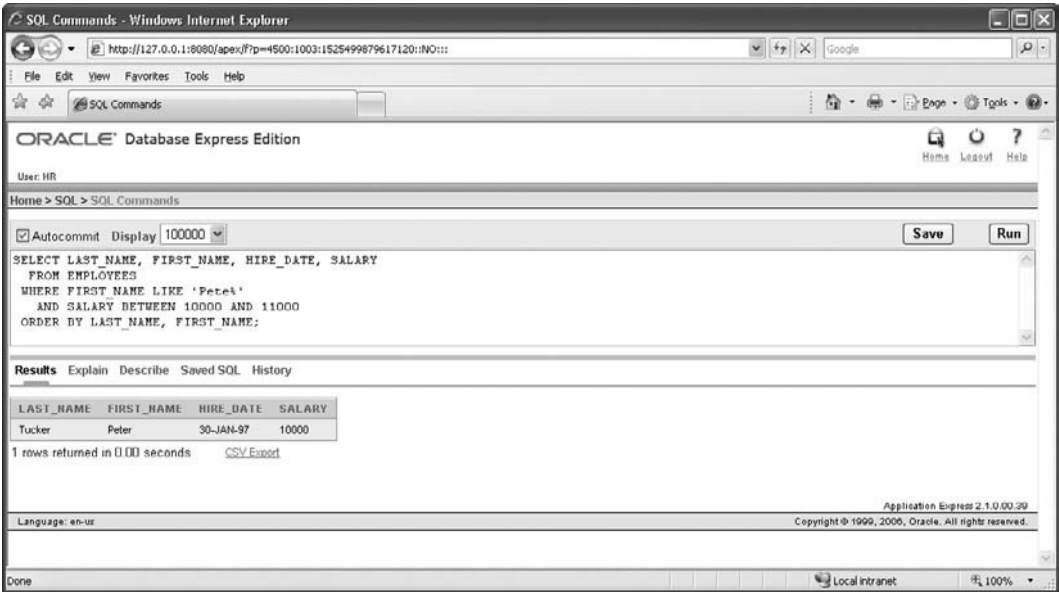 SQL Commands - Windows Internet Explorer
http://127.0.0.1:8080/apex/f?p=4500:1003:1525499879617120::NO:::
Google
File Edit View Favorites Tools Help
SQL Commands
Page Tools
ORACLE Database Express Edition
Home Logout Help
User: HR
Home > SQL > SQL Commands
Autocommit Display 100000
Save Run
SELECT LAST_NAME, FIRST_NAME, HIRE_DATE, SALARY
FROM EMPLOYEES
WHERE FIRST_NAME LIKE 'Pete%'
AND SALARY BETWEEN 10000 AND 11000
ORDER BY LAST_NAME, FIRST_NAME;
Results Explain Describe Saved SQL History
LAST_NAME FIRST_NAME HIRE_DATE SALARY
Tucker Peter 30-JAN-97 10000
1 rows returned in 0.00 seconds CSV Export
Application Express 2.1.0.00.39
Language: en-us Copyright © 1999, 2006, Oracle. All rights reserved.
Done Local intranet 100%